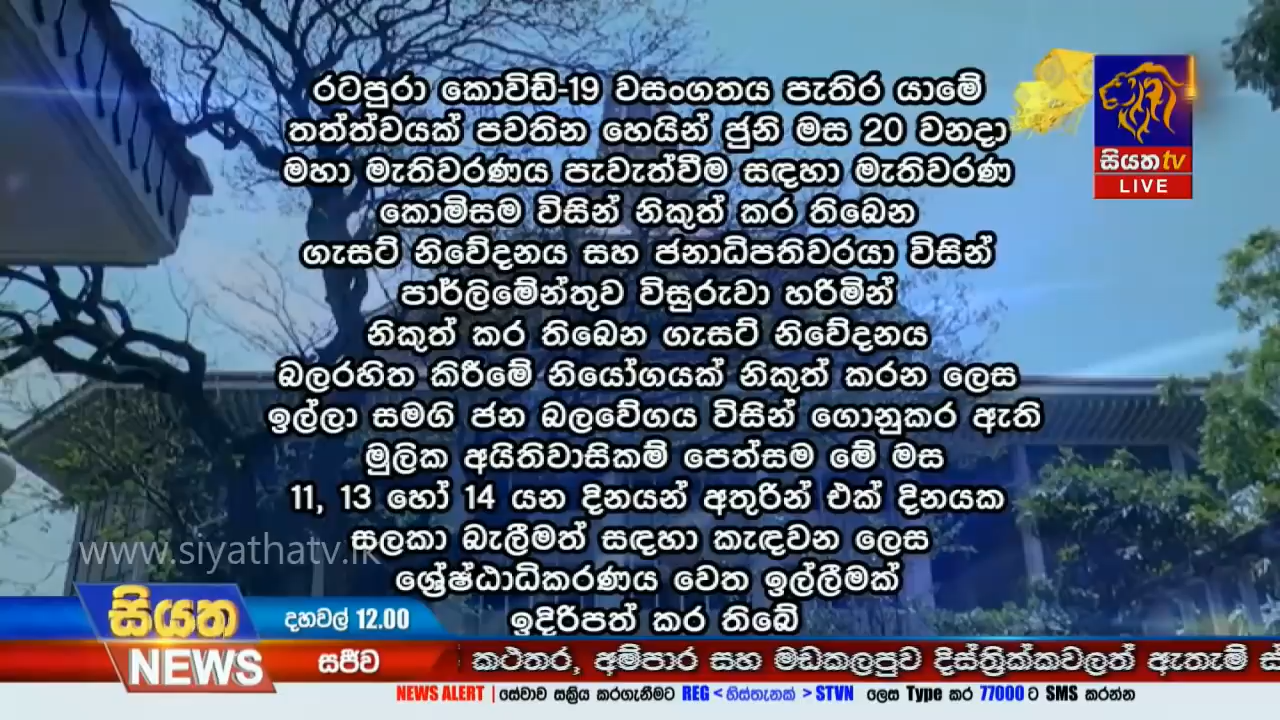 රටපුරා කොවිඩ්-19 වසංගතය පැතිර යාමේ
තත්ත්වයක් පවතින හෙයින් ජුනි මස 20 වනදා
මහා මැතිවරණය පැවැත්වීම සඳහා මැතිවරණ
කොමිසම විසින් නිකුත් කර තිබෙන
ගැසට් නිවේදනය සහ ජනාධිපතිවරයා විසින්
පාර්ලිමේන්තුව විසුරුවා හරිමින්
නිකුත් කර තිබෙන ගැසට් නිවේදනය
බලරහිත කිරීමේ නියෝගයක් නිකුත් කරන ලෙස
ඉල්ලා සමගි ජන බලවේගය විසින් ගොනුකර ඇති
මුලික අයිතිවාසිකම් පෙත්සම මේ මස
11, 13 හෝ 14 යන දිනයන් අතුරින් එක් දිනයක
සලකා බැලීමත් සඳහා කැඳවන ලෙස
ශ්‍රේෂ්ඨාධිකරණය වෙත ඉල්ලීමක්
ඉදිරිපත් කර තිබේ
සියත tv
LIVE
www.siyathatv.lk
සියත
NEWS
දහවල් 12.00
සජීව
කථතර, අම්පාර සහ මඩකලපුව දිස්ත්‍රික්කවලත් ඇතැම්
NEWS ALERT | සේවාව සක්‍රිය කරගැනීමට REG < හිස්තැනක් > STVN ලෙස Type කර 77000 ට SMS කරන්න